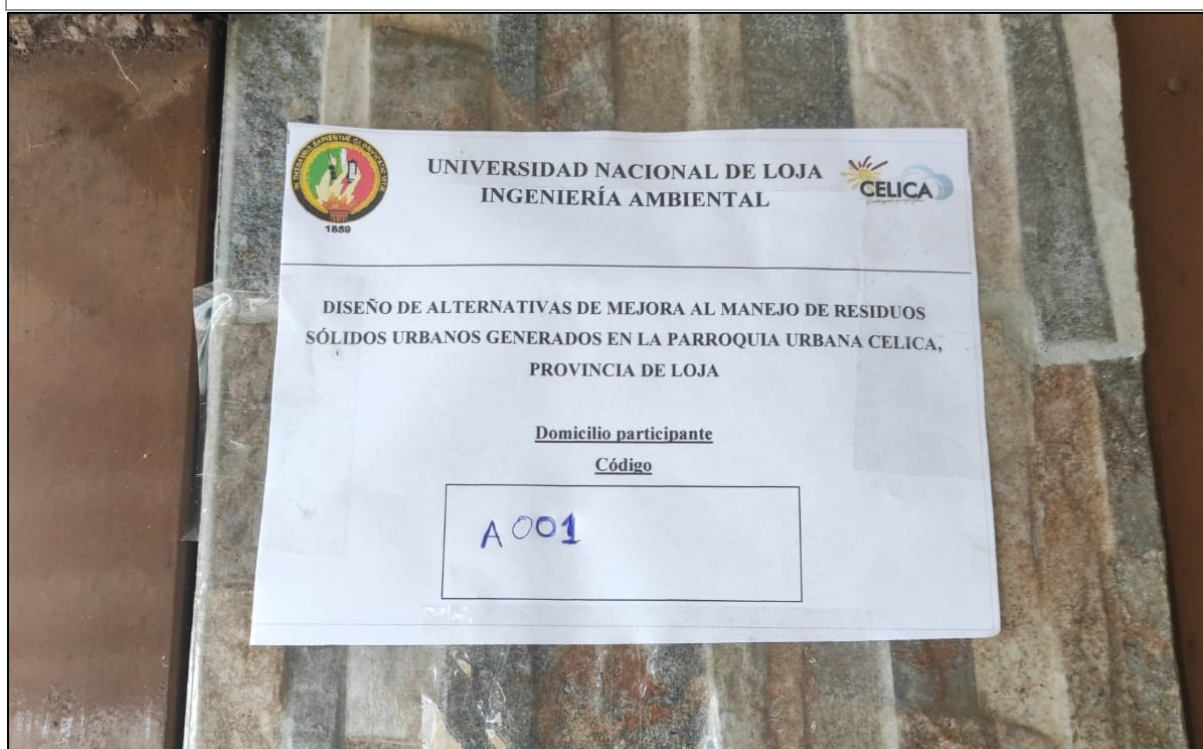 UNIVERSIDAD NACIONAL DE LOJA
INGENIERÍA AMBIENTAL
1859
CELICA
DISEÑO DE ALTERNATIVAS DE MEJORA AL MANEJO DE RESIDUOS
SÓLIDOS URBANOS GENERADOS EN LA PARROQUIA URBANA CELICA,
PROVINCIA DE LOJA
Domicilio participante
Código
A 001